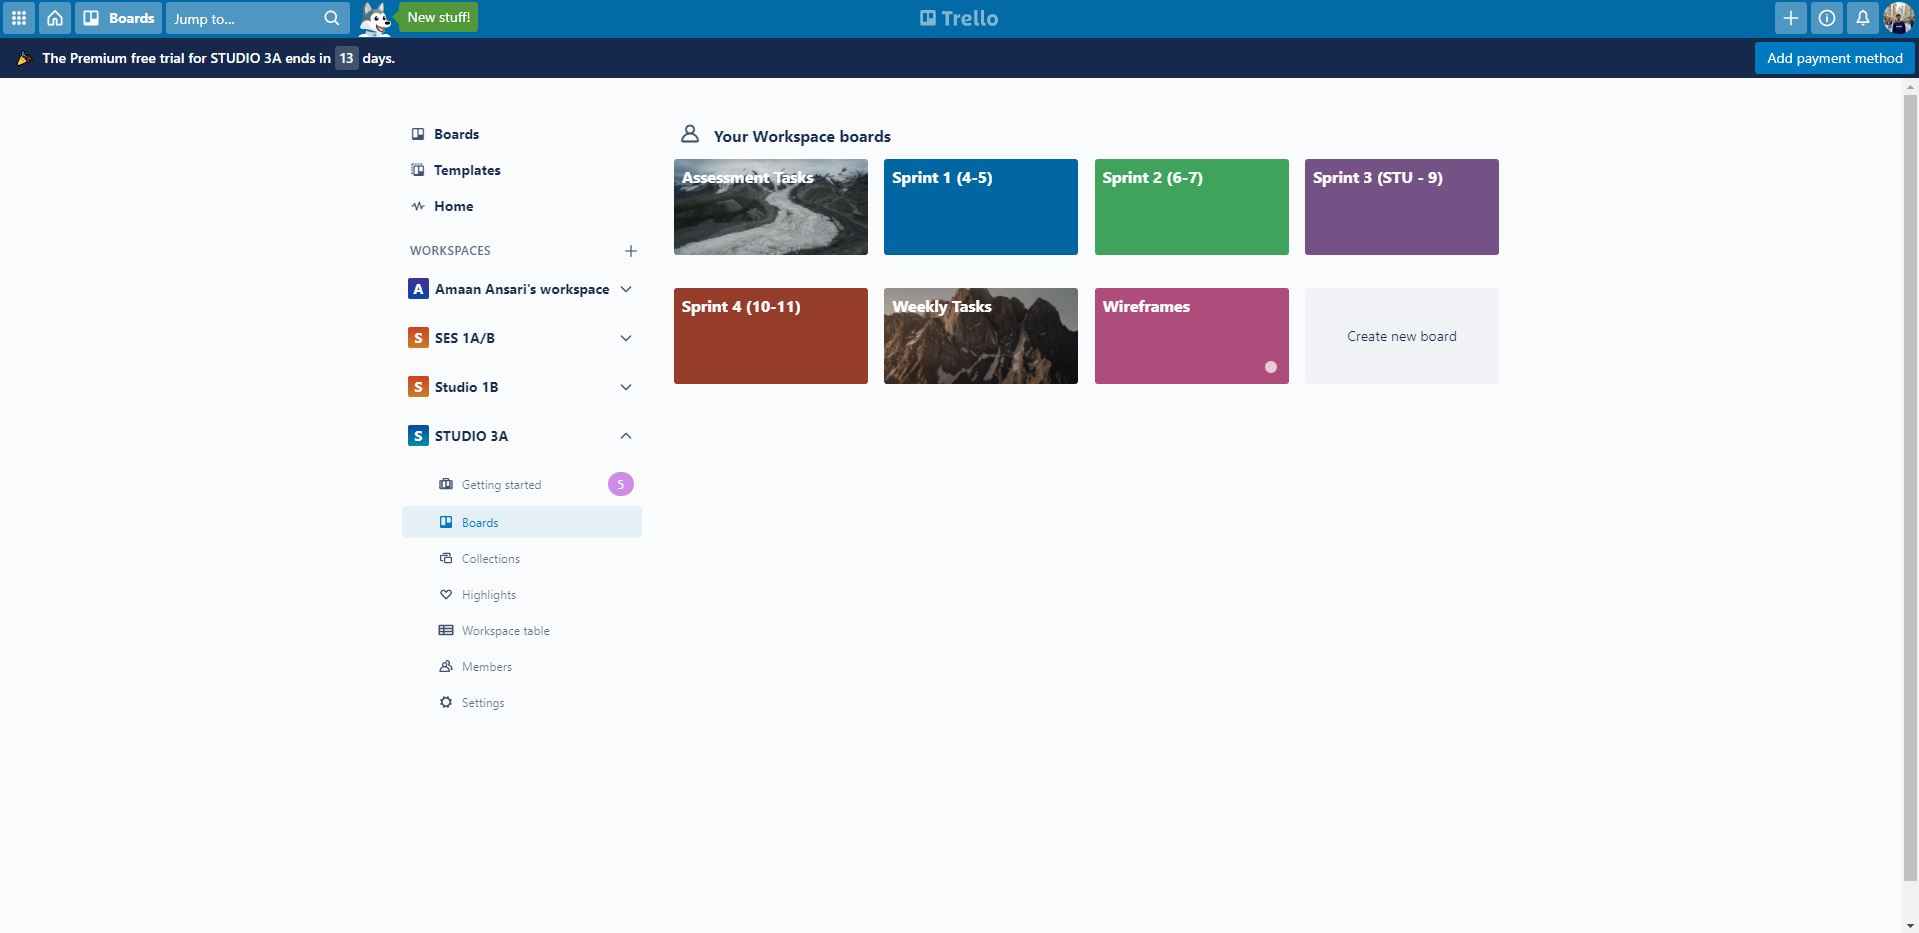 Boards
Jump to...
New stuff!
Trello
The Premium free trial for STUDIO 3A ends in 13 days.
Add payment method
Boards
Templates
Home
WORKSPACES
A Amaan Ansari's workspace
S SES 1A/B
S Studio 1B
S STUDIO 3A
Getting started 5
Boards
Collections
Highlights
Workspace table
Members
Settings
Your Workspace boards
Assessment Tasks
Sprint 1 (4-5)
Sprint 2 (6-7)
Sprint 3 (STU - 9)
Sprint 4 (10-11)
Weekly Tasks
Wireframes
Create new board